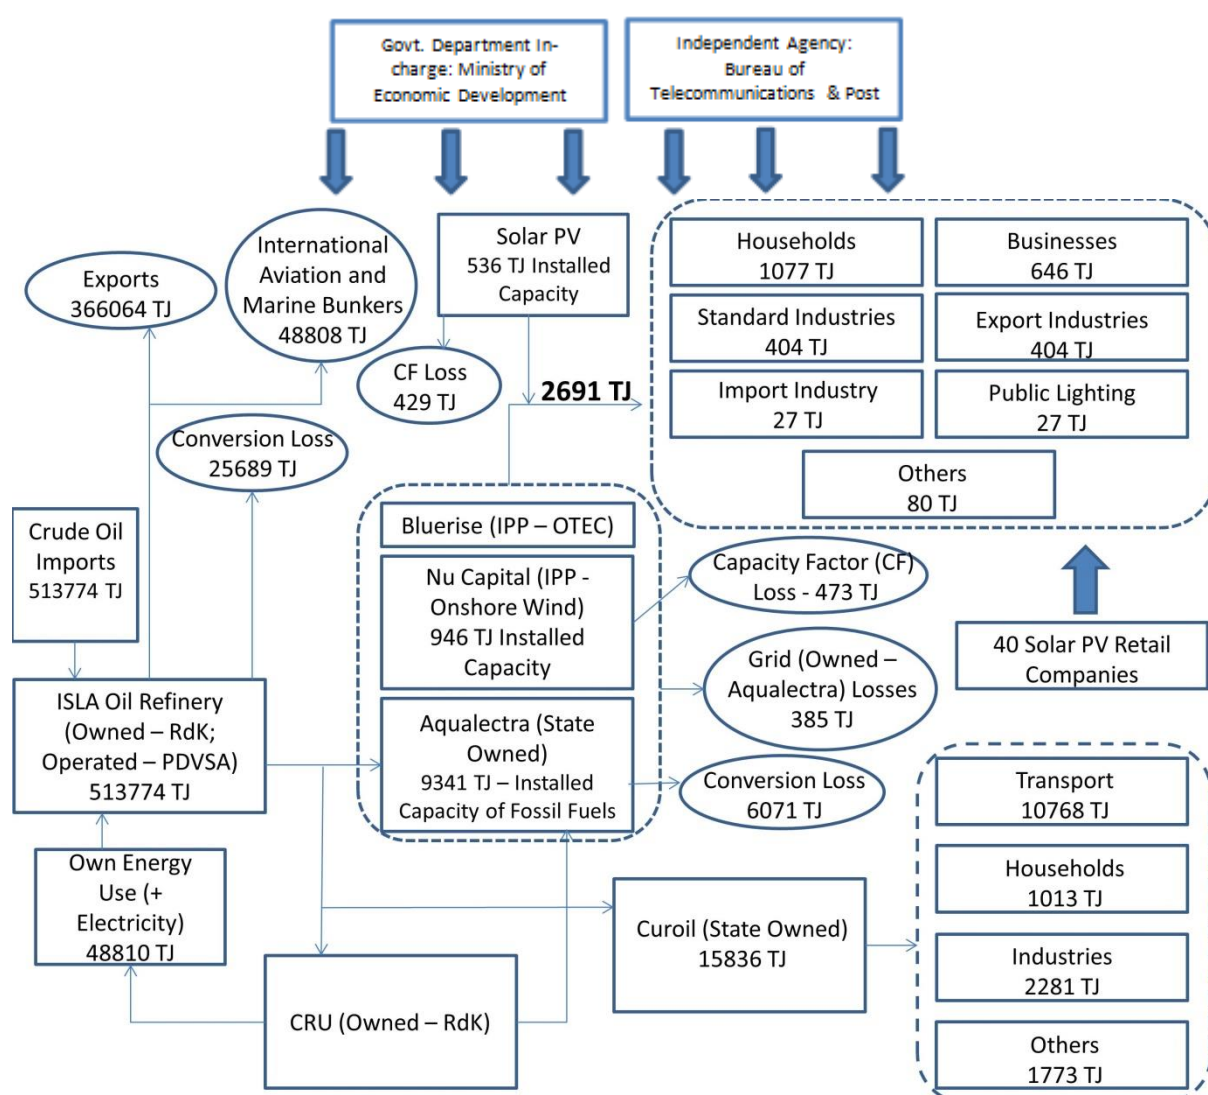 Govt. Department In-
charge: Ministry of
Economic Development
Independent Agency:
Bureau of
Telecommunications & Post
International
Aviation and
Marine Bunkers
48808 TJ
Exports
366064 TJ
Solar PV
536 TJ Installed
Capacity
CF Loss
429 TJ
2691 TJ
Households
1077 TJ
Businesses
646 TJ
Standard Industries
404 TJ
Export Industries
404 TJ
Import Industry
27 TJ
Public Lighting
27 TJ
Others
80 TJ
Conversion Loss
25689 TJ
Crude Oil
Imports
513774 TJ
Bluerise (IPP – OTEC)
Nu Capital (IPP -
Onshore Wind)
946 TJ Installed
Capacity
Capacity Factor (CF)
Loss - 473 TJ
Grid (Owned –
Aqualectra) Losses
385 TJ
40 Solar PV Retail
Companies
ISLA Oil Refinery
(Owned – RdK;
Operated – PDVSA)
513774 TJ
Aqualectra (State
Owned)
9341 TJ – Installed
Capacity of Fossil Fuels
Conversion Loss
6071 TJ
Own Energy
Use (+
Electricity)
48810 TJ
CRU (Owned – RdK)
Curoil (State Owned)
15836 TJ
Transport
10768 TJ
Households
1013 TJ
Industries
2281 TJ
Others
1773 TJ